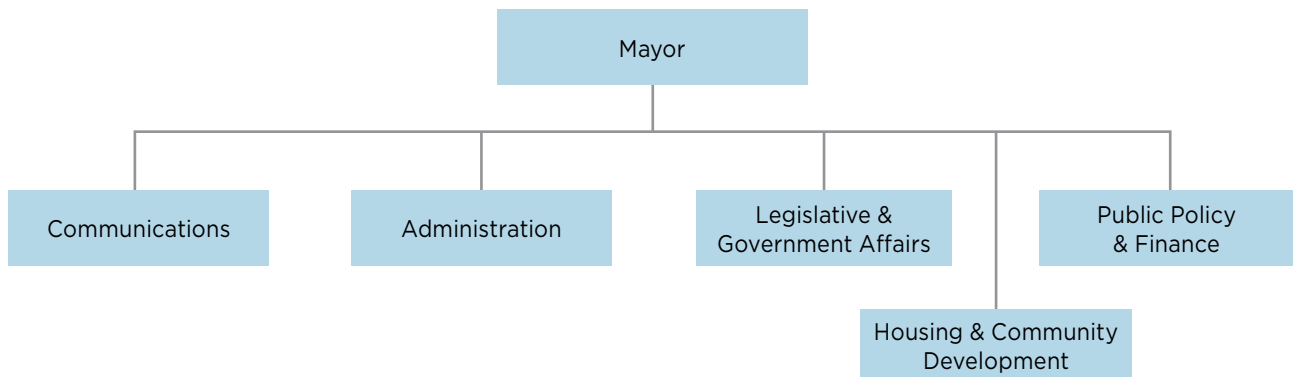 Mayor
Communications
Administration
Legislative &
Government Affairs
Public Policy
& Finance
Housing & Community
Development